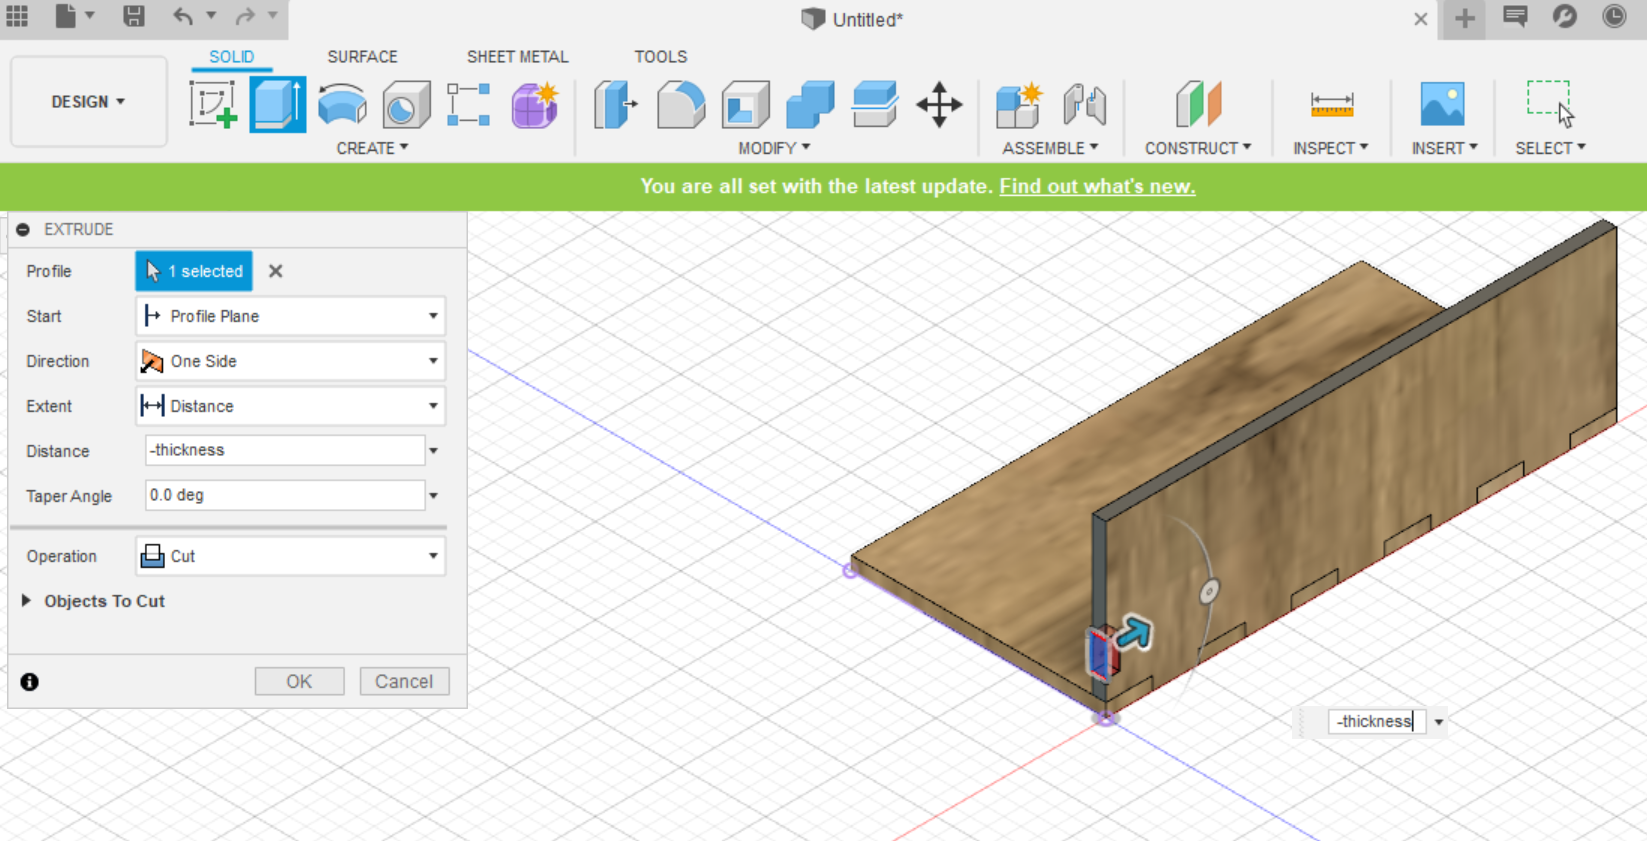 Untitled*
SOLID SURFACE SHEET METAL TOOLS
DESIGN
CREATE MODIFY ASSEMBLE CONSTRUCT INSPECT INSERT SELECT
You are all set with the latest update. Find out what's new.
EXTRUDE
Profile 1 selected
Start Profile Plane
Direction One Side
Extent Distance
Distance -thickness
Taper Angle 0.0 deg
Operation Cut
Objects To Cut
OK Cancel
-thickness